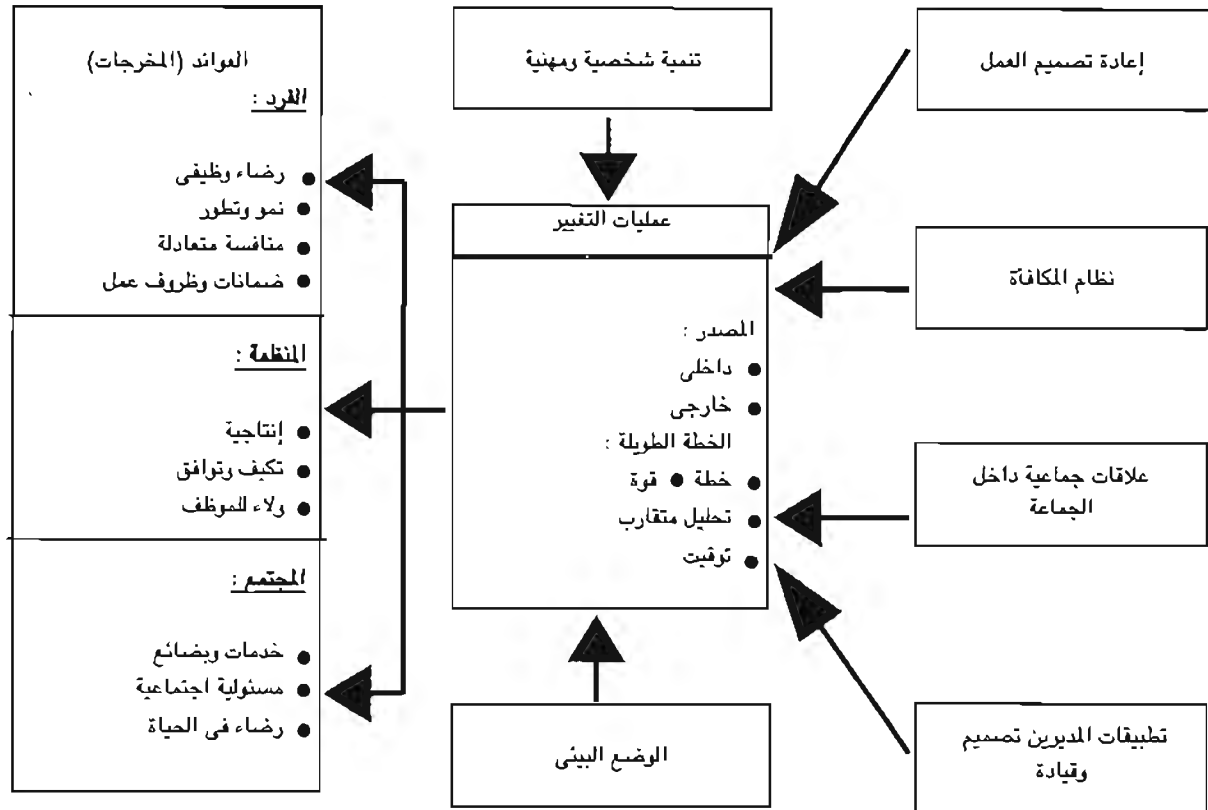 إعادة تصميم العمل
نظام المكافأة
علاقات جماعية داخل
الجماعة
تطبيقات المديرين تصميم
وقيادة
تنمية شخصية ومهنية
عمليات التغيير
المصدر :
● داخلى
● خارجى
الخطة الطويلة :
● خطة ● قوة
● تحليل متقارب
● توقيت
الوضع البيئى
العوائد (المخرجات)
الفرد :
● رضاء وظيفى
● نمو وتطور
● منافسة متعادلة
● ضمانات وظروف عمل
المنظمة :
● إنتاجية
● تكيف وتوافق
● ولاء للموظف
المجتمع :
● خدمات وبضائع
● مسئولية اجتماعية
● رضاء فى الحياة